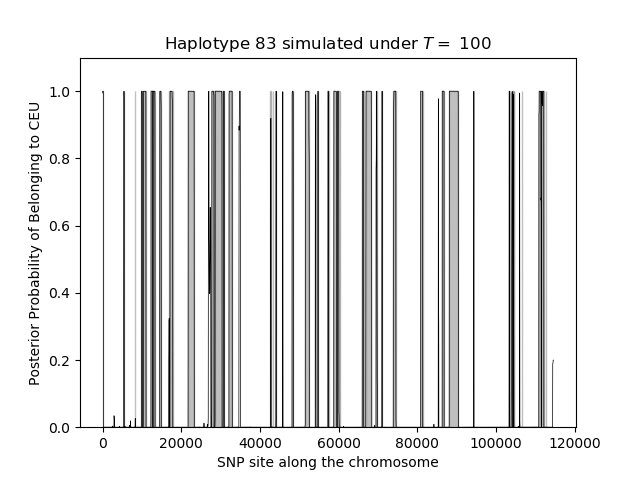 Haplotype 83 simulated under T = 100
Posterior Probability of Belonging to CEU
1.0
0.8
0.6
0.4
0.2
0.0
0 20000 40000 60000 80000 100000 120000
SNP site along the chromosome